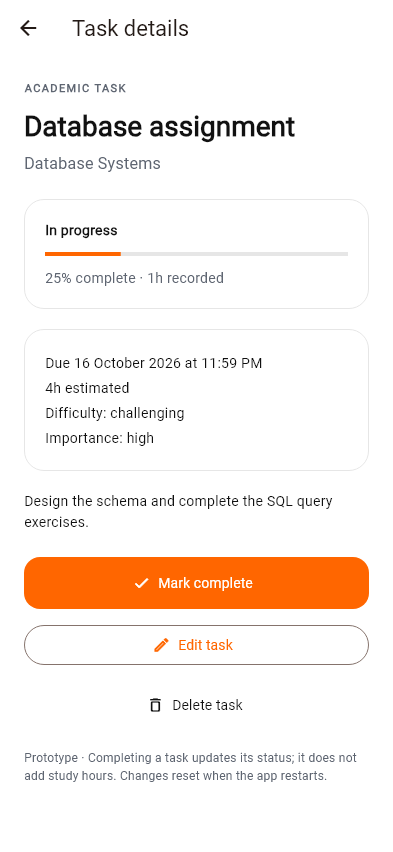 Task details
ACADEMIC TASK
Database assignment
Database Systems
In progress
25% complete · 1h recorded
Due 16 October 2026 at 11:59 PM
4h estimated
Difficulty: challenging
Importance: high
Design the schema and complete the SQL query
exercises.
Mark complete
Edit task
Delete task
Prototype · Completing a task updates its status; it does not
add study hours. Changes reset when the app restarts.